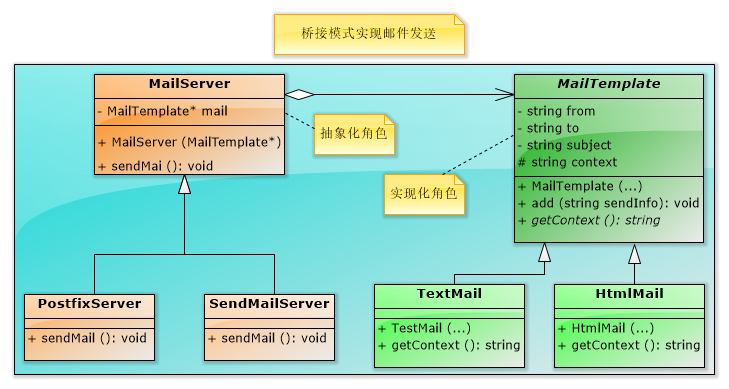 桥接模式实现邮件发送
MailServer
- MailTemplate* mail
+ MailServer (MailTemplate*)
+ sendMai (): void
抽象化角色
MailTemplate
- string from
- string to
- string subject
# string context
+ MailTemplate (...)
+ add (string sendInfo): void
+ getContext (): string
实现化角色
PostfixServer
+ sendMail (): void
SendMailServer
+ sendMail (): void
TextMail
+ TestMail (...)
+ getContext (): string
HtmlMail
+ HtmlMail (...)
+ getContext (): string